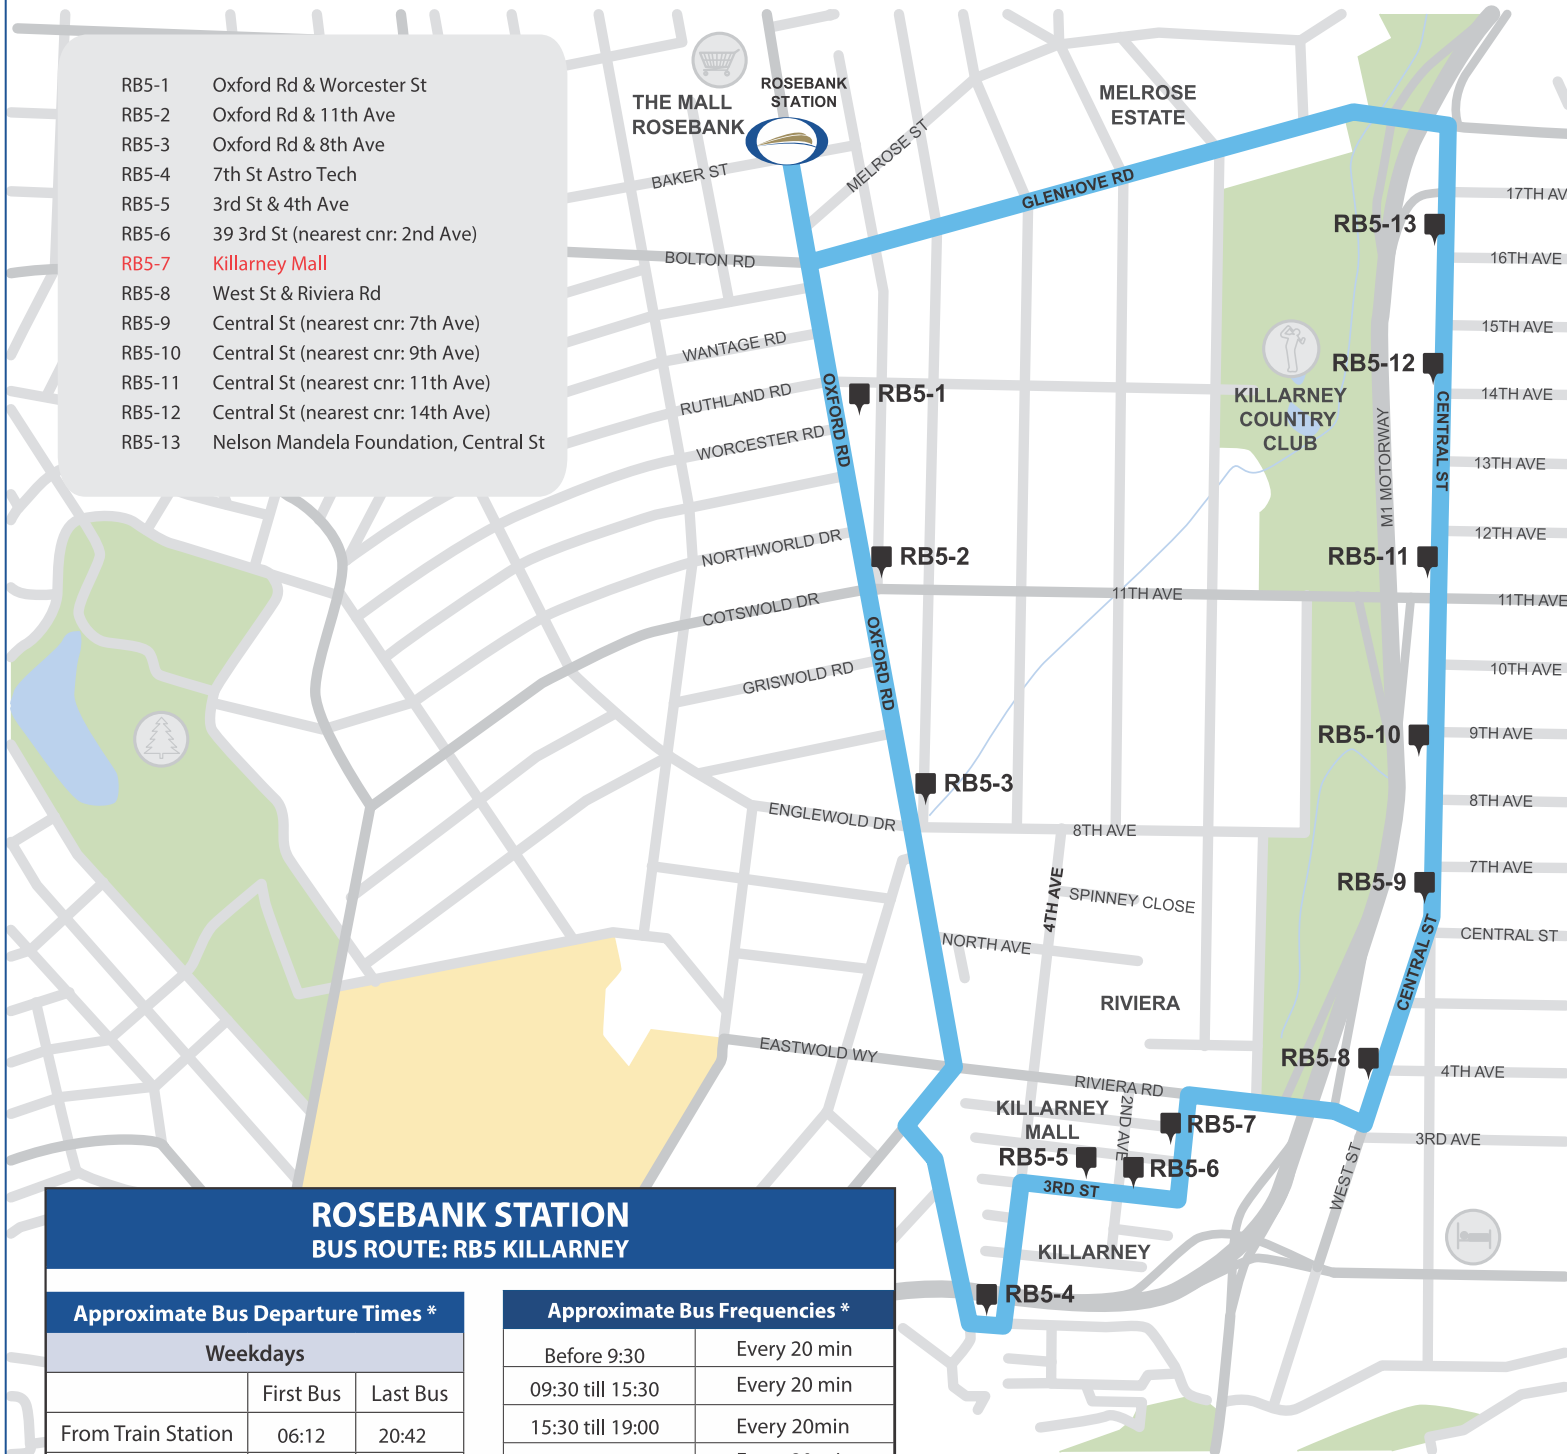 RB5-1 Oxford Rd & Worcester St
RB5-2 Oxford Rd & 11th Ave
RB5-3 Oxford Rd & 8th Ave
RB5-4 7th St Astro Tech
RB5-5 3rd St & 4th Ave
RB5-6 39 3rd St (nearest cnr: 2nd Ave)
RB5-7 Killarney Mall
RB5-8 West St & Riviera Rd
RB5-9 Central St (nearest cnr: 7th Ave)
RB5-10 Central St (nearest cnr: 9th Ave)
RB5-11 Central St (nearest cnr: 11th Ave)
RB5-12 Central St (nearest cnr: 14th Ave)
RB5-13 Nelson Mandela Foundation, Central St
ROSEBANK
STATION
THE MALL
ROSEBANK
MELROSE
ESTATE
BAKER ST
MELROSE ST
GLENHOVE RD
17TH AV
RB5-13
BOLTON RD
16TH AVE
15TH AVE
WANTAGE RD
RB5-12
OXFORD RD
RUTHLAND RD
RB5-1
KILLARNEY
COUNTRY
CLUB
14TH AVE
CENTRAL ST
M1 MOTORWAY
WORCESTER RD
13TH AVE
NORTHWORLD DR
RB5-2
12TH AVE
RB5-11
COTSWOLD DR
11TH AVE
11TH AVE
OXFORD RD
GRISWOLD RD
10TH AVE
RB5-10
9TH AVE
RB5-3
8TH AVE
ENGLEWOLD DR
8TH AVE
7TH AVE
RB5-9
4TH AVE
SPINNEY CLOSE
NORTH AVE
CENTRAL ST
CENTRAL ST
RIVIERA
EASTWOLD WY
RB5-8
4TH AVE
RIVIERA RD
KILLARNEY
MALL
2ND AVE
RB5-7
3RD AVE
RB5-5
RB5-6
3RD ST
WEST ST
KILLARNEY
RB5-4
ROSEBANK STATION
BUS ROUTE: RB5 KILLARNEY
Approximate Bus Departure Times *
Weekdays
First Bus Last Bus
From Train Station 06:12 20:42
Approximate Bus Frequencies *
Before 9:30 Every 20 min
09:30 till 15:30 Every 20 min
15:30 till 19:00 Every 20min